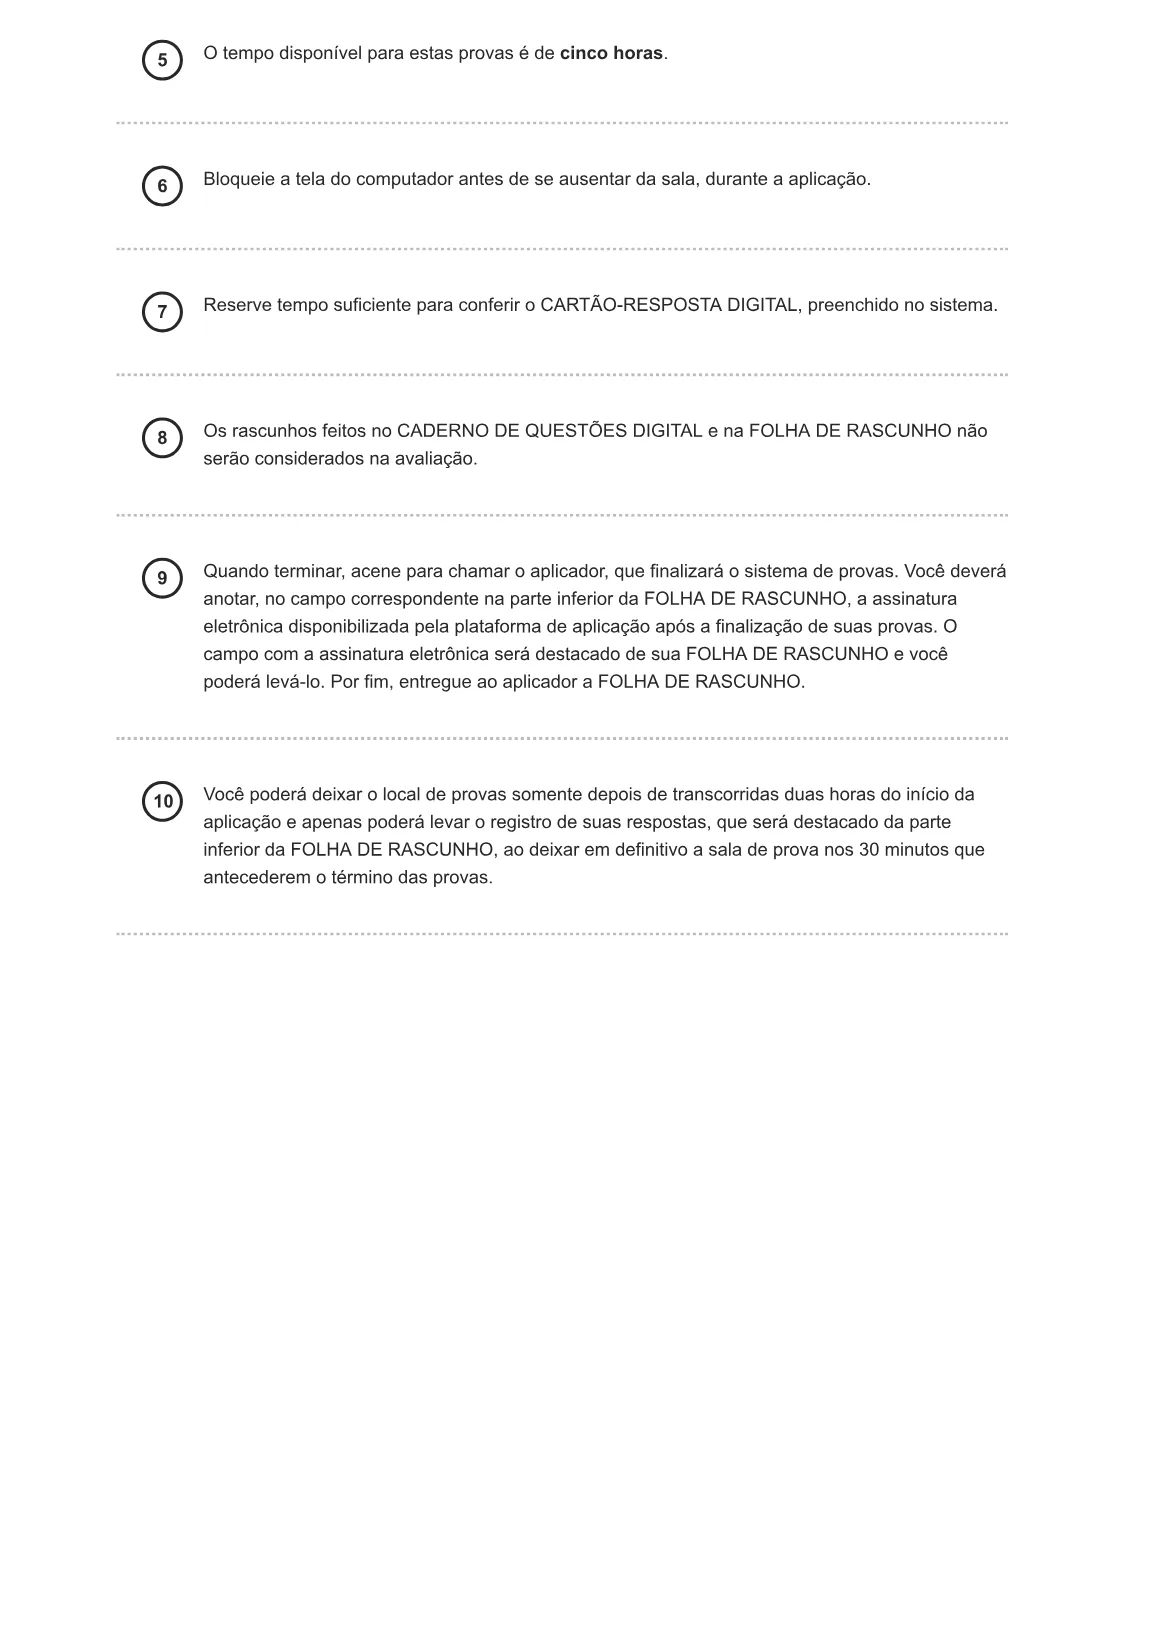 5 O tempo disponível para estas provas é de cinco horas.
6 Bloqueie a tela do computador antes de se ausentar da sala, durante a aplicação.
7 Reserve tempo suficiente para conferir o CARTÃO-RESPOSTA DIGITAL, preenchido no sistema.
8 Os rascunhos feitos no CADERNO DE QUESTÕES DIGITAL e na FOLHA DE RASCUNHO não
serão considerados na avaliação.
9 Quando terminar, acene para chamar o aplicador, que finalizará o sistema de provas. Você deverá
anotar, no campo correspondente na parte inferior da FOLHA DE RASCUNHO, a assinatura
eletrônica disponibilizada pela plataforma de aplicação após a finalização de suas provas. O
campo com a assinatura eletrônica será destacado de sua FOLHA DE RASCUNHO e você
poderá levá-lo. Por fim, entregue ao aplicador a FOLHA DE RASCUNHO.
10 Você poderá deixar o local de provas somente depois de transcorridas duas horas do início da
aplicação e apenas poderá levar o registro de suas respostas, que será destacado da parte
inferior da FOLHA DE RASCUNHO, ao deixar em definitivo a sala de prova nos 30 minutos que
antecederem o término das provas.